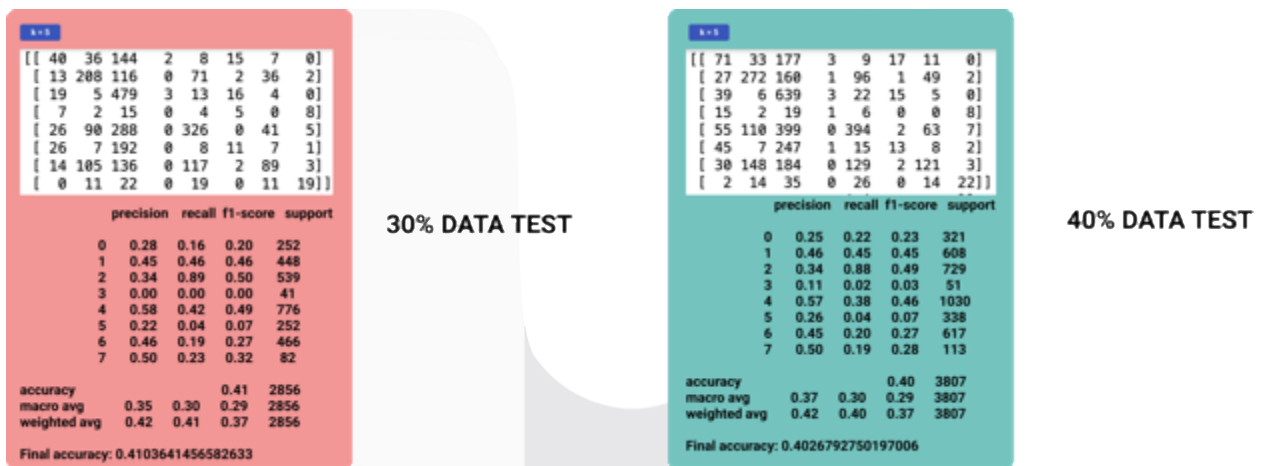 k = 5
[[ 40 36 144 2 8 15 7 0]
[ 13 208 116 0 71 2 36 2]
[ 19 5 479 3 13 16 4 0]
[ 7 2 15 0 4 5 0 8]
[ 26 90 288 0 326 0 41 5]
[ 26 7 192 0 8 11 7 1]
[ 14 105 136 0 117 2 89 3]
[ 0 11 22 0 19 0 11 19]]
precision recall f1-score support
0 0.28 0.16 0.20 252
1 0.45 0.46 0.46 448
2 0.34 0.89 0.50 539
3 0.00 0.00 0.00 41
4 0.58 0.42 0.49 776
5 0.22 0.04 0.07 252
6 0.46 0.19 0.27 466
7 0.50 0.23 0.32 82
accuracy 0.41 2856
macro avg 0.35 0.30 0.29 2856
weighted avg 0.42 0.41 0.37 2856
Final accuracy: 0.4103641456582633
30% DATA TEST
k = 5
[[ 71 33 177 3 9 17 11 0]
[ 27 272 160 1 96 1 49 2]
[ 39 6 639 3 22 15 5 0]
[ 15 2 19 1 6 0 0 8]
[ 55 110 399 0 394 2 63 7]
[ 45 7 247 1 15 13 8 2]
[ 30 148 184 0 129 2 121 3]
[ 2 14 35 0 26 0 14 22]]
precision recall f1-score support
0 0.25 0.22 0.23 321
1 0.46 0.45 0.45 608
2 0.34 0.88 0.49 729
3 0.11 0.02 0.03 51
4 0.57 0.38 0.46 1030
5 0.26 0.04 0.07 338
6 0.45 0.20 0.27 617
7 0.50 0.19 0.28 113
accuracy 0.40 3807
macro avg 0.37 0.30 0.29 3807
weighted avg 0.42 0.40 0.37 3807
Final accuracy: 0.4026792750197006
40% DATA TEST